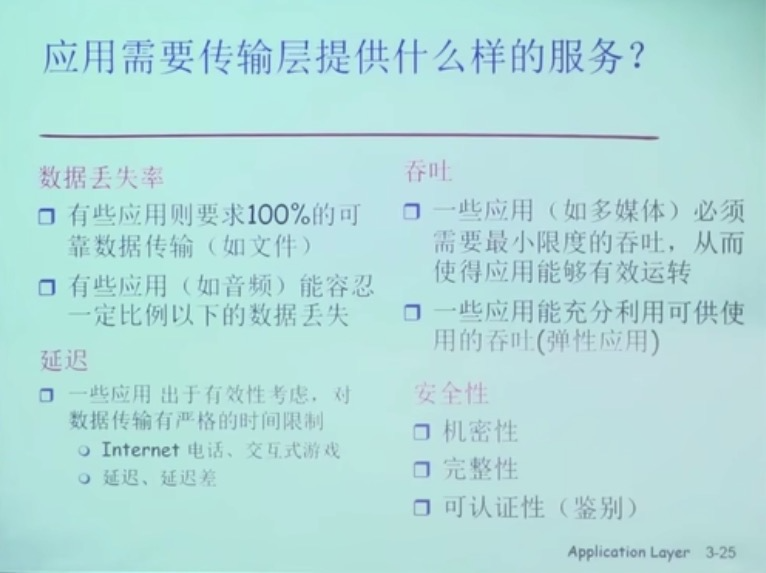 应用需要传输层提供什么样的服务?
数据丢失率
有些应用则要求100%的可
靠数据传输（如文件）
有些应用（如音频）能容忍
一定比例以下的数据丢失
延迟
一些应用 出于有效性考虑，对
数据传输有严格的时间限制
Internet 电话、交互式游戏
延迟、延迟差
吞吐
一些应用（如多媒体）必须
需要最小限度的吞吐，从而
使得应用能够有效运转
一些应用能充分利用可供使
用的吞吐(弹性应用)
安全性
机密性
完整性
可认证性（鉴别）
Application Layer 3-25